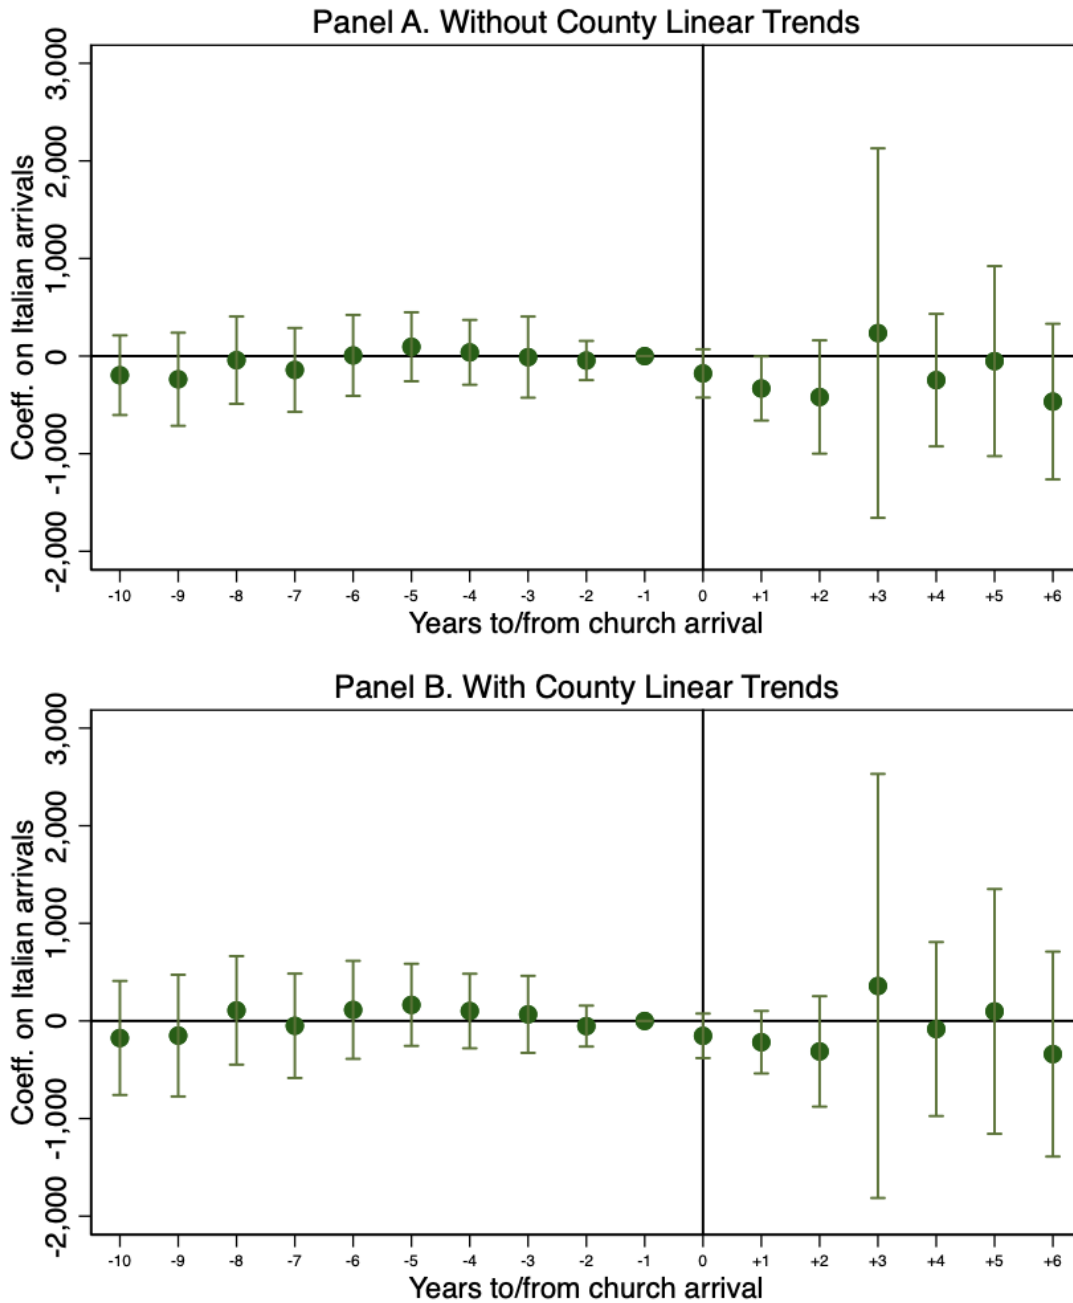 Panel A. Without County Linear Trends
Coeff. on Italian arrivals
3,000
2,000
1,000
0
-1,000
-2,000
-10 -9 -8 -7 -6 -5 -4 -3 -2 -1 0 +1 +2 +3 +4 +5 +6
Years to/from church arrival
Panel B. With County Linear Trends
Coeff. on Italian arrivals
3,000
2,000
1,000
0
-1,000
-2,000
-10 -9 -8 -7 -6 -5 -4 -3 -2 -1 0 +1 +2 +3 +4 +5 +6
Years to/from church arrival